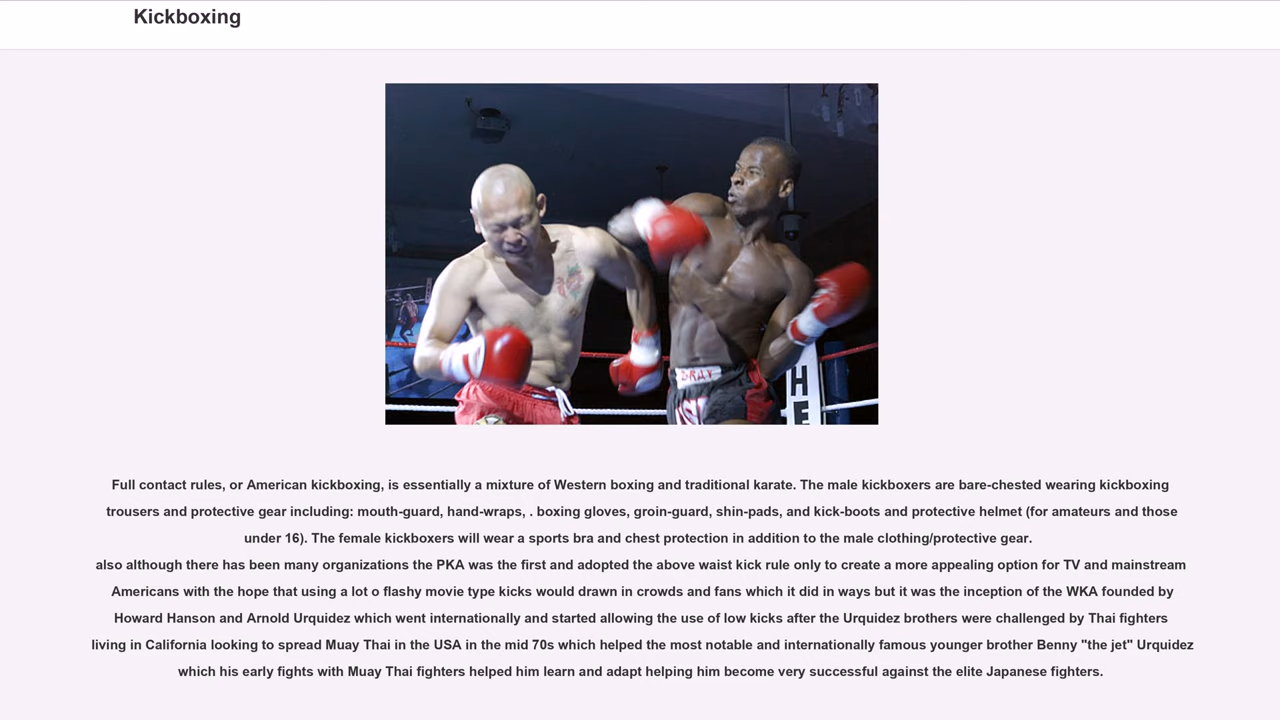 Kickboxing
BRAY
HE
Full contact rules, or American kickboxing, is essentially a mixture of Western boxing and traditional karate. The male kickboxers are bare-chested wearing kickboxing
trousers and protective gear including: mouth-guard, hand-wraps, . boxing gloves, groin-guard, shin-pads, and kick-boots and protective helmet (for amateurs and those
under 16). The female kickboxers will wear a sports bra and chest protection in addition to the male clothing/protective gear.
also although there has been many organizations the PKA was the first and adopted the above waist kick rule only to create a more appealing option for TV and mainstream
Americans with the hope that using a lot o flashy movie type kicks would drawn in crowds and fans which it did in ways but it was the inception of the WKA founded by
Howard Hanson and Arnold Urquidez which went internationally and started allowing the use of low kicks after the Urquidez brothers were challenged by Thai fighters
living in California looking to spread Muay Thai in the USA in the mid 70s which helped the most notable and internationally famous younger brother Benny "the jet" Urquidez
which his early fights with Muay Thai fighters helped him learn and adapt helping him become very successful against the elite Japanese fighters.